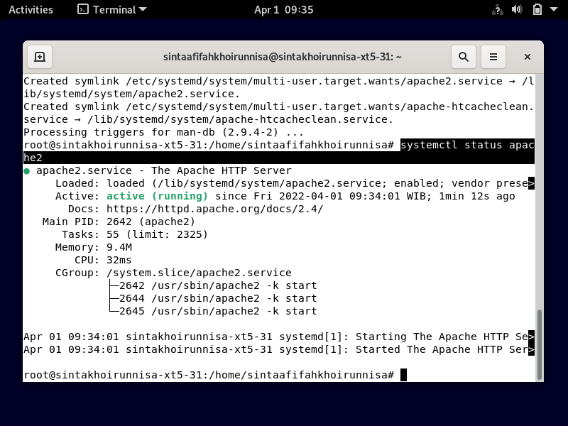 Activities Terminal Apr 1 09:35
sintaafifahkhoirunnisa@sintakhoirunnisa-xt5-31: ~
Created symlink /etc/systemd/system/multi-user.target.wants/apache2.service → /l
ib/systemd/system/apache2.service.
Created symlink /etc/systemd/system/multi-user.target.wants/apache-htcacheclean.
service → /lib/systemd/system/apache-htcacheclean.service.
Processing triggers for man-db (2.9.4-2) ...
root@sintakhoirunnisa-xt5-31:/home/sintaafifahkhoirunnisa# systemctl status apac
he2
● apache2.service - The Apache HTTP Server
Loaded: loaded (/lib/systemd/system/apache2.service; enabled; vendor prese>
Active: active (running) since Fri 2022-04-01 09:34:01 WIB; 1min 12s ago
Docs: https://httpd.apache.org/docs/2.4/
Main PID: 2642 (apache2)
Tasks: 55 (limit: 2325)
Memory: 9.4M
CPU: 32ms
CGroup: /system.slice/apache2.service
├─2642 /usr/sbin/apache2 -k start
├─2644 /usr/sbin/apache2 -k start
└─2645 /usr/sbin/apache2 -k start
Apr 01 09:34:01 sintakhoirunnisa-xt5-31 systemd[1]: Starting The Apache HTTP Se>
Apr 01 09:34:01 sintakhoirunnisa-xt5-31 systemd[1]: Started The Apache HTTP Ser>
root@sintakhoirunnisa-xt5-31:/home/sintaafifahkhoirunnisa#